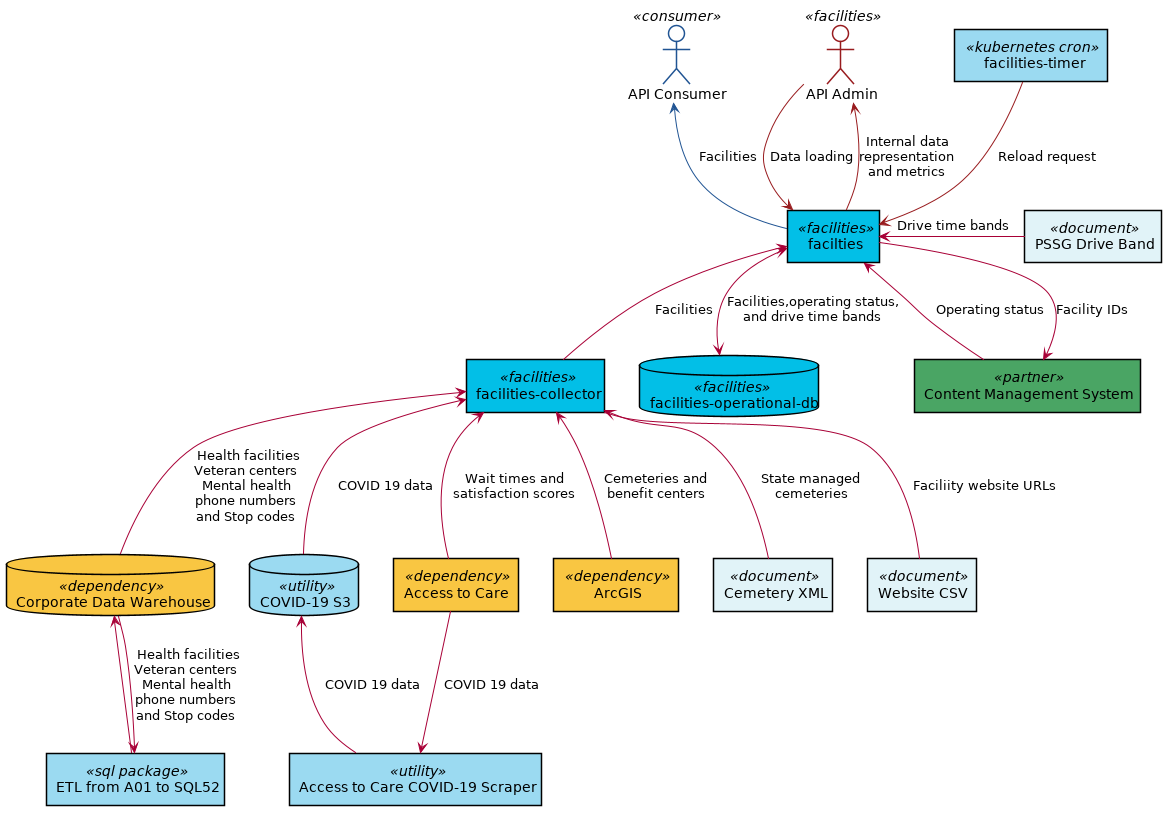 «consumer»
API Consumer
«facilities»
API Admin
«kubernetes cron»
facilities-timer
Facilities
Data loading
Internal data
representation
and metrics
Reload request
«facilities»
facilties
Drive time bands
«document»
PSSG Drive Band
Facilities
Facilities,operating status,
and drive time bands
Operating status
Facility IDs
«facilities»
facilities-collector
«facilities»
facilities-operational-db
«partner»
Content Management System
Health facilities
Veteran centers
Mental health
phone numbers
and Stop codes
COVID 19 data
Wait times and
satisfaction scores
Cemeteries and
benefit centers
State managed
cemeteries
Faciliity website URLs
«dependency»
Corporate Data Warehouse
«utility»
COVID-19 S3
«dependency»
Access to Care
«dependency»
ArcGIS
«document»
Cemetery XML
«document»
Website CSV
Health facilities
Veteran centers
Mental health
phone numbers
and Stop codes
COVID 19 data
COVID 19 data
«sql package»
ETL from A01 to SQL52
«utility»
Access to Care COVID-19 Scraper